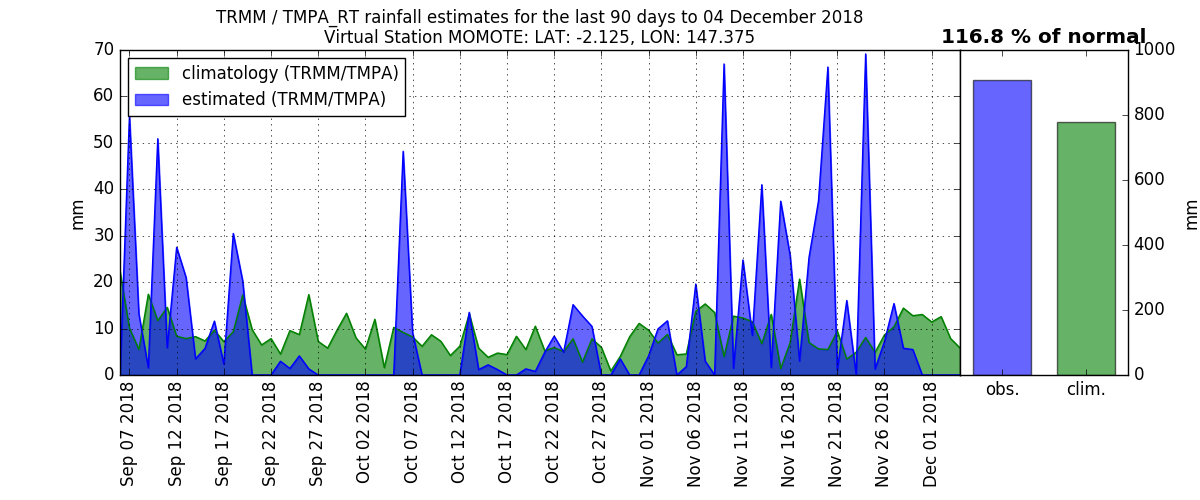 TRMM / TMPA_RT rainfall estimates for the last 90 days to 04 December 2018
Virtual Station MOMOTE: LAT: -2.125, LON: 147.375
116.8 % of normal
climatology (TRMM/TMPA)
estimated (TRMM/TMPA)
mm
70
60
50
40
30
20
10
0
Sep 07 2018
Sep 12 2018
Sep 17 2018
Sep 22 2018
Sep 27 2018
Oct 02 2018
Oct 07 2018
Oct 12 2018
Oct 17 2018
Oct 22 2018
Oct 27 2018
Nov 01 2018
Nov 06 2018
Nov 11 2018
Nov 16 2018
Nov 21 2018
Nov 26 2018
Dec 01 2018
obs.
clim.
1000
800
600
400
200
0
mm